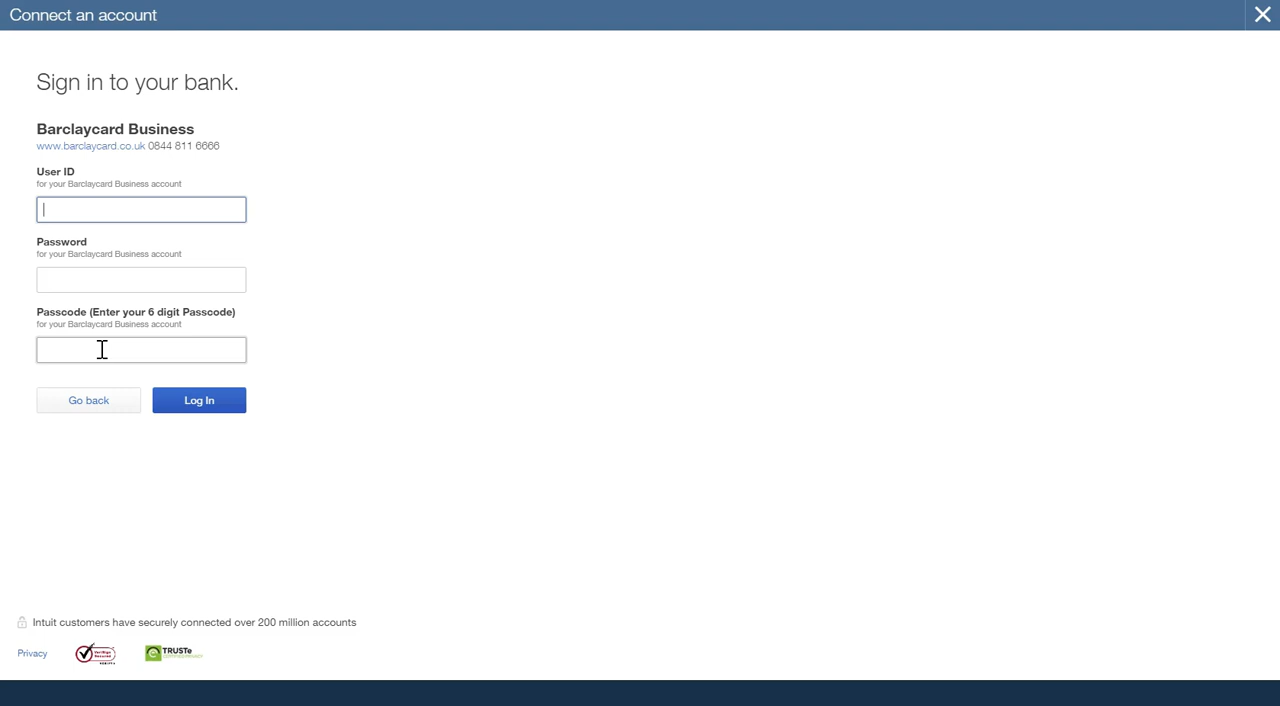 Connect an account
Sign in to your bank.
Barclaycard Business
www.barclaycard.co.uk 0844 811 6666
User ID
for your Barclaycard Business account
Password
for your Barclaycard Business account
Passcode (Enter your 6 digit Passcode)
for your Barclaycard Business account
Go back
Log In
Intuit customers have securely connected over 200 million accounts
Privacy
TRUSTe